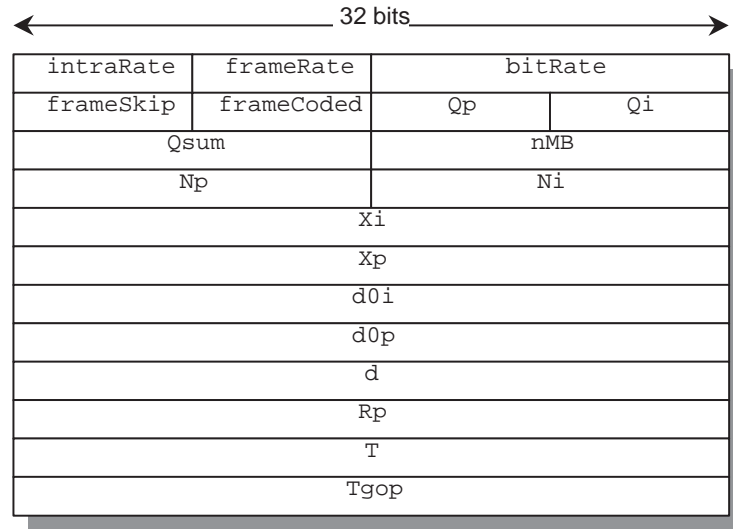 32 bits
intraRate frameRate bitRate
frameSkip frameCoded Qp Qi
Qsum nMB
Np Ni
Xi
Xp
d0i
d0p
d
Rp
T
Tgop